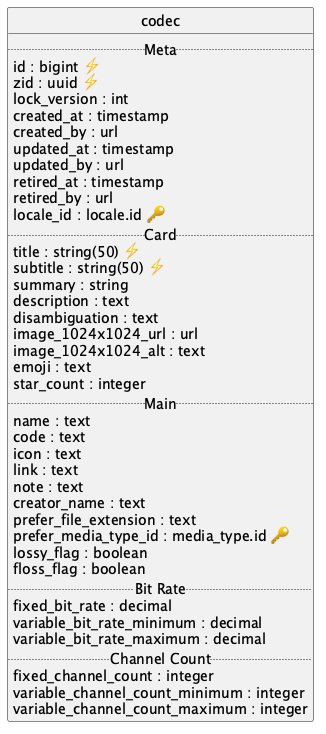 codec
Meta
id : bigint ⚡
zid : uuid ⚡
lock_version : int
created_at : timestamp
created_by : url
updated_at : timestamp
updated_by : url
retired_at : timestamp
retired_by : url
locale_id : locale.id 🔑
Card
title : string(50) ⚡
subtitle : string(50) ⚡
summary : string
description : text
disambiguation : text
image_1024x1024_url : url
image_1024x1024_alt : text
emoji : text
star_count : integer
Main
name : text
code : text
icon : text
link : text
note : text
creator_name : text
prefer_file_extension : text
prefer_media_type_id : media_type.id 🔑
lossy_flag : boolean
floss_flag : boolean
Bit Rate
fixed_bit_rate : decimal
variable_bit_rate_minimum : decimal
variable_bit_rate_maximum : decimal
Channel Count
fixed_channel_count : integer
variable_channel_count_minimum : integer
variable_channel_count_maximum : integer